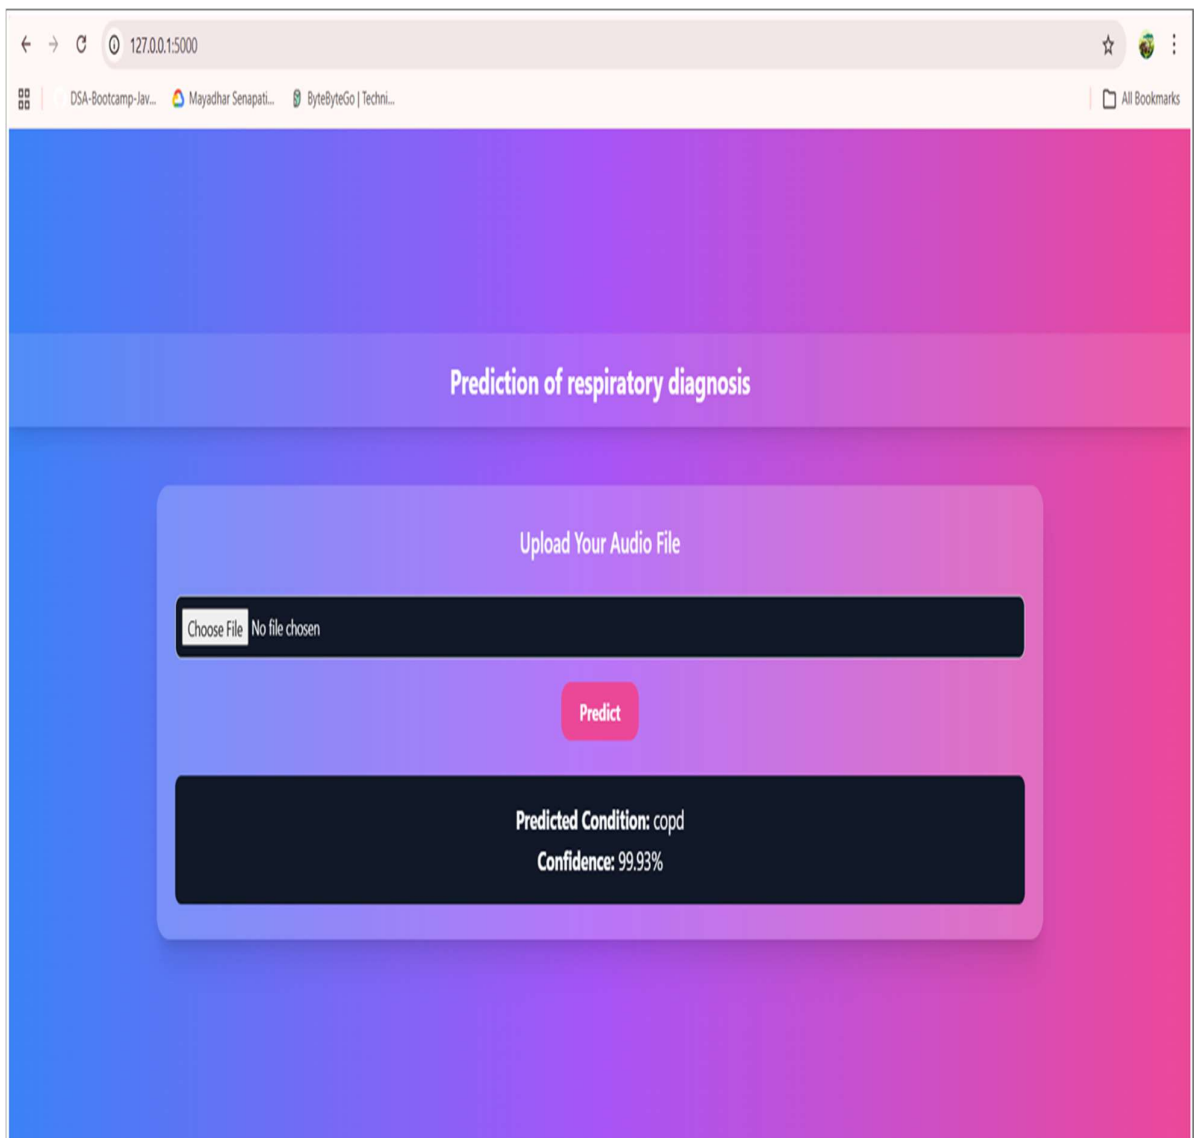 127.0.0.1:5000
DSA-Bootcamp-Jav... Mayadhar Senapati... ByteByteGo | Techni... All Bookmarks
Prediction of respiratory diagnosis
Upload Your Audio File
Choose File No file chosen
Predict
Predicted Condition: copd
Confidence: 99.93%